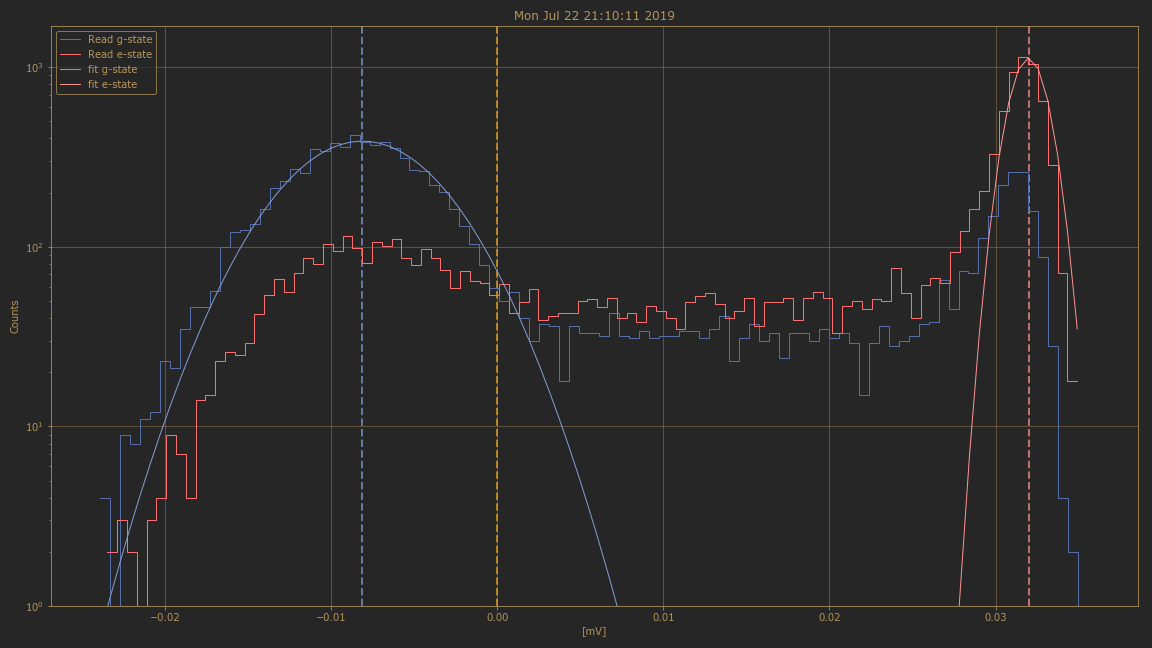 Mon Jul 22 21:10:11 2019
Read g-state
Read e-state
fit g-state
fit e-state
Counts
10³
10²
10¹
10⁰
−0.02
−0.01
0.00
0.01
0.02
0.03
[mV]